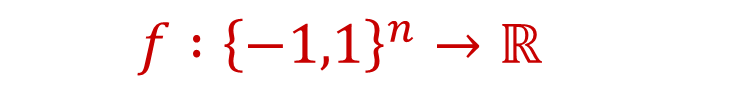 f : {−1,1}ⁿ → ℝ